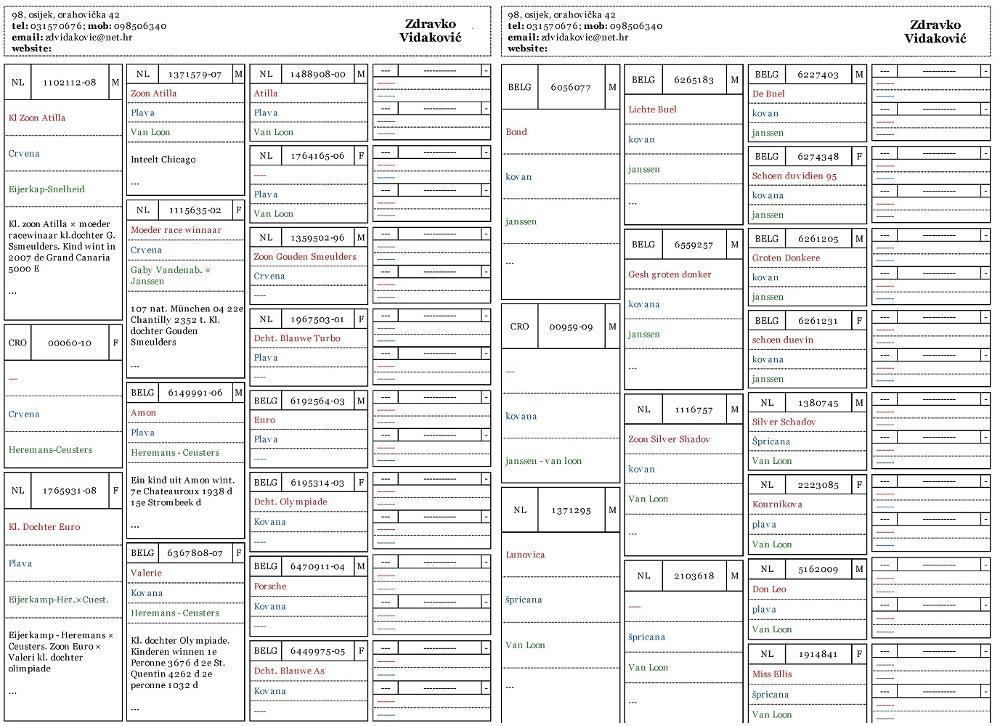 98, osijek, orahovička 42
tel: 031570676; mob: 098506340
email: zdvidakovic@net.hr
website:
Zdravko
Vidaković
NL 1102112-08 M
Kl Zoon Atilla
Crvena
Eijerkap-Snelheid
Kl. zoon Atilla × moeder
racewinaar kl.dochter G.
Ssmeulders. Kind wint in
2007 de Grand Canaria
5000 E
...
CRO 00060-10 F
---
Crvena
Heremans-Ceusters
NL 1765931-08 F
Kl. Dochter Euro
Plava
Eijerkamp-Her.×Cuest.
Eijerkamp - Heremans ×
Ceusters. Zoon Euro ×
Valeri kl. dochter
olimpiade
...
NL 1371579-07 M
Zoon Atilla
Plava
Van Loon
Inteelt Chicago
...
NL 1115635-02 F
Moeder race winnaar
Crvena
Gaby Vandenab. ×
Janssen
107 nat. München 04 22e
Chantilly 2352 t. Kl.
dochter Gouden
Smeulders
...
BELG 6149991-06 M
Amon
Plava
Heremans - Ceusters
Ein kind uit Amon wint.
7e Chateauroux 1938 d
15e Strombeek d
...
BELG 6367808-07 F
Valerie
Kovana
Heremans - Ceusters
Kl. dochter Olympiade.
Kinderen winnen 1e
Peronne 3676 d 2e St.
Quentin 4262 d 2e
peronne 1032 d
...
NL 1488908-00 M
Atilla
Plava
Van Loon
NL 1764165-06 F
----
Plava
Van Loon
NL 1359502-96 M
Zoon Gouden Smeulders
Crvena
----
NL 1967503-01 F
Dcht. Blauwe Turbo
Plava
----
BELG 6192564-03 M
Euro
Plava
----
BELG 6195314-03 F
Dcht. Olympiade
Kovana
----
BELG 6470911-04 M
Porsche
Kovana
----
BELG 6449975-05 F
Dcht. Blauwe As
Kovana
----
98, osijek, orahovička 42
tel: 031570676; mob: 098506340
email: zdvidakovic@net.hr
website:
Zdravko
Vidaković
BELG 6056077 M
Bond
kovan
janssen
...
CRO 00959-09 M
---
kovana
janssen - van loon
NL 1371295 M
Lunovica
špricana
Van Loon
...
BELG 6265183 M
Lichte Buel
kovan
janssen
...
BELG 6559257 M
Gesh groten donker
kovana
janssen
...
NL 1116757 M
Zoon Silver Shadov
kovan
Van Loon
...
NL 2103618 M
----
špricana
Van Loon
...
BELG 6227403 M
De Buel
kovan
janssen
BELG 6274348 F
Schoen duvidien 95
kovana
janssen
BELG 6261205 M
Groten Donkere
kovan
janssen
BELG 6261231 F
schoen duevin
kovana
janssen
NL 1380745 M
Silver Schadov
Špricana
Van Loon
NL 2223085 F
Kournikova
plava
Van Loon
NL 5162009 M
Don Leo
plava
Van Loon
NL 1914841 F
Miss Ellis
špricana
Van Loon